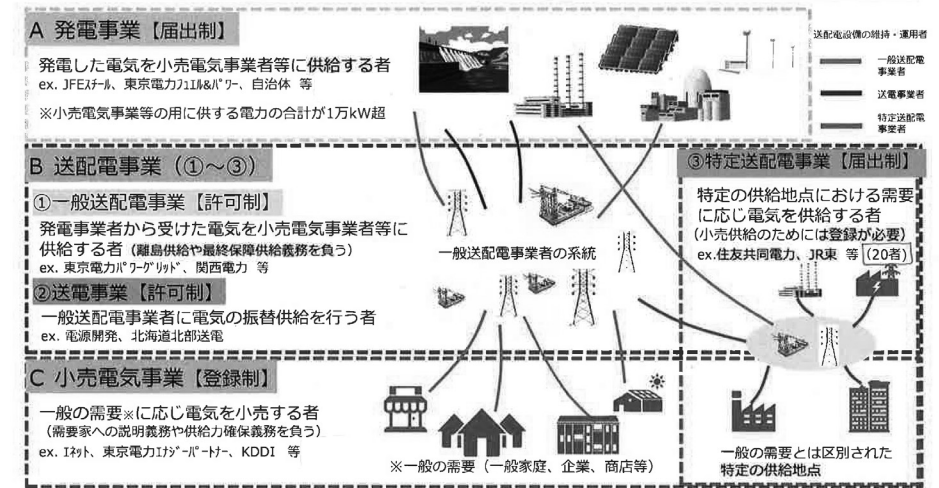 A 発電事業【届出制】
発電した電気を小売電気事業者等に供給する者
ex. JFEｽﾁｰﾙ、東京電力ﾌｭｴﾙ&ﾊﾟﾜｰ、自治体 等
※小売電気事業等の用に供する電力の合計が1万kW超
送配電設備の維持・運用者
一般送配電
事業者
送電事業者
特定送配電
事業者
B 送配電事業（①～③）
①一般送配電事業【許可制】
発電事業者から受けた電気を小売電気事業者等に
供給する者（離島供給や最終保障供給義務を負う）
ex. 東京電力ﾊﾟﾜｰｸﾞﾘｯﾄﾞ、関西電力 等
②送電事業【許可制】
一般送配電事業者に電気の振替供給を行う者
ex. 電源開発、北海道北部送電
一般送配電事業者の系統
③特定送配電事業【届出制】
特定の供給地点における需要
に応じ電気を供給する者
(小売供給のためには登録が必要)
ex.住友共同電力、JR東 等 (20者)
C 小売電気事業【登録制】
一般の需要※に応じ電気を小売する者
(需要家への説明義務や供給力確保義務を負う)
ex. ｴﾈｯﾄ、東京電力ｴﾅｼﾞｰﾊﾟｰﾄﾅｰ、KDDI 等
※一般の需要（一般家庭、企業、商店等）
一般の需要とは区別された
特定の供給地点